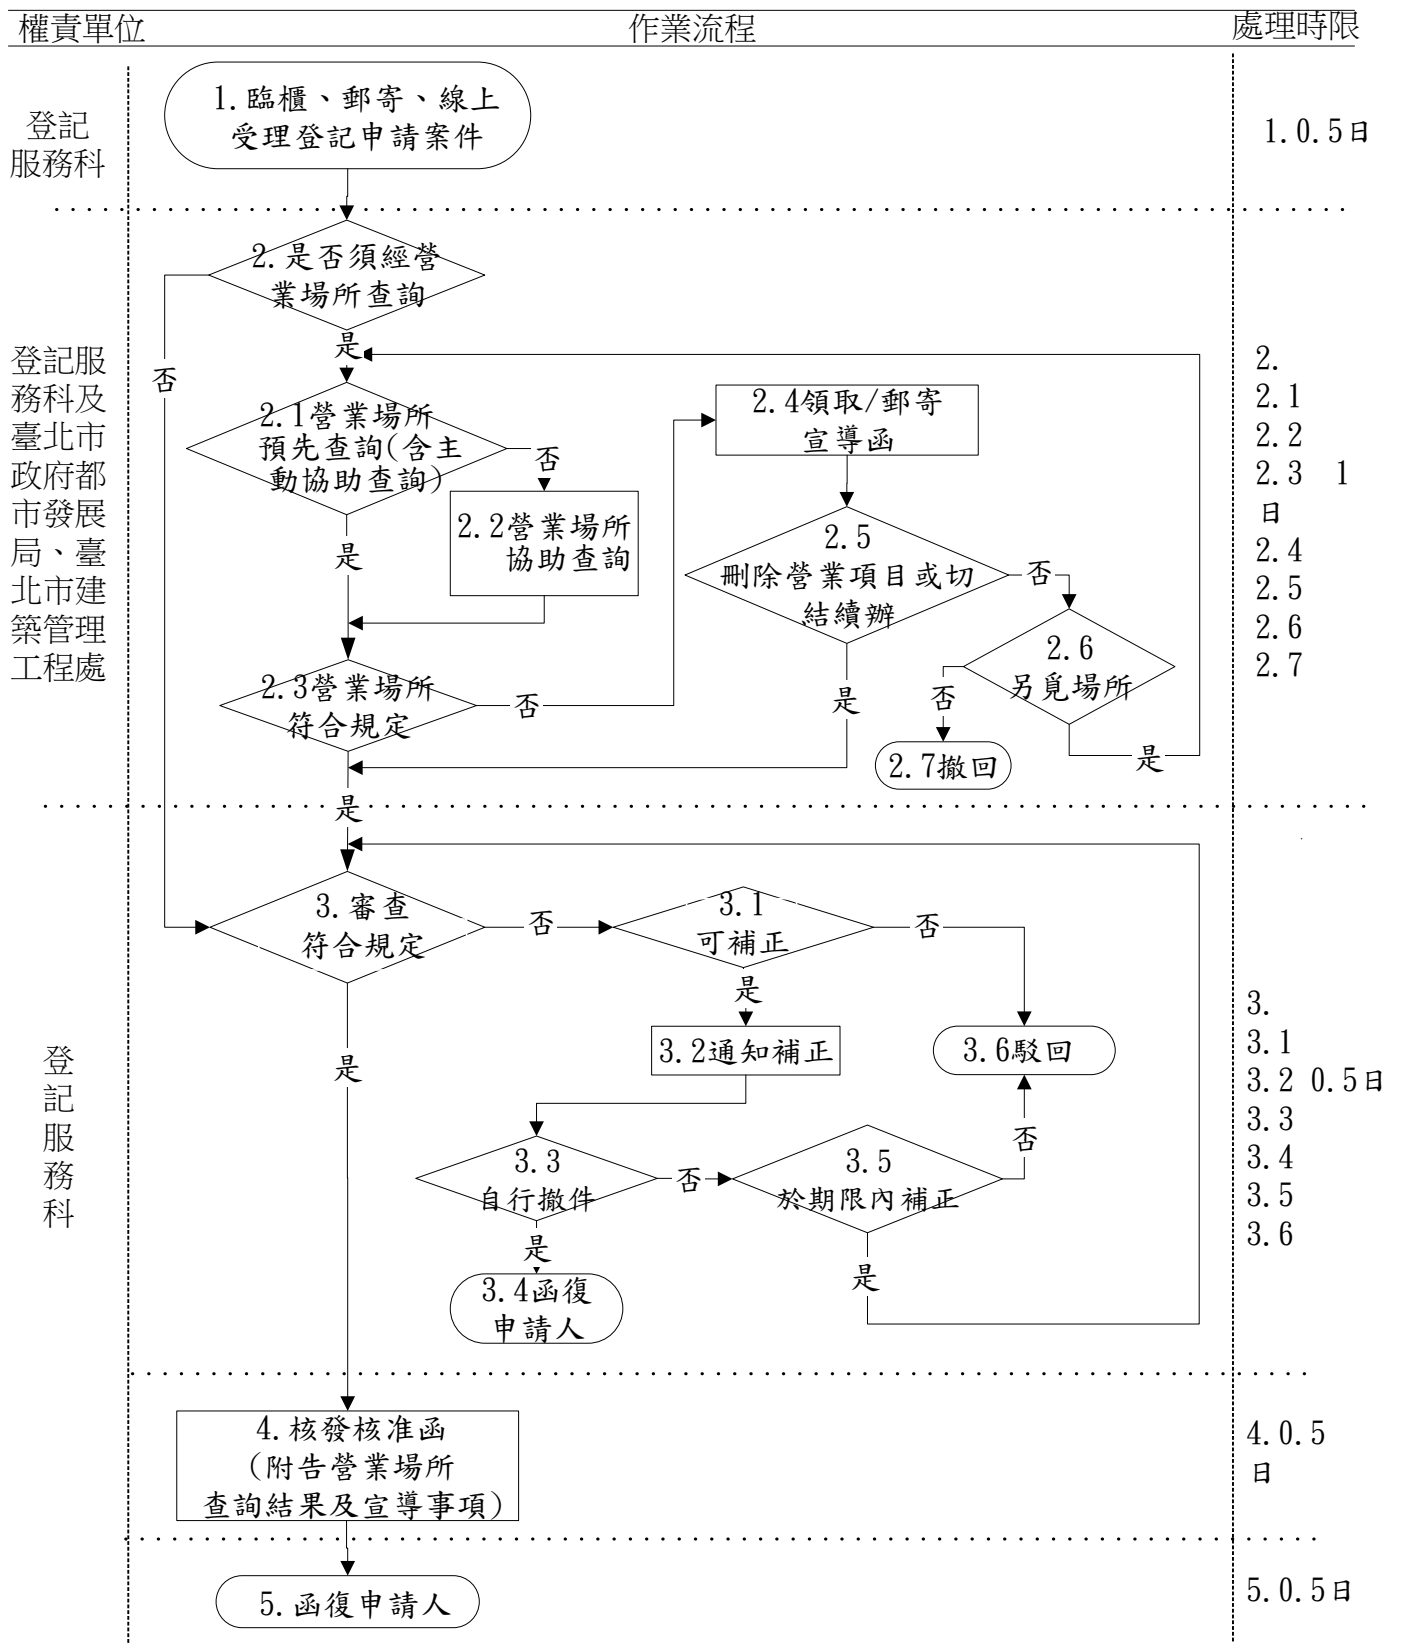 權責單位
作業流程
處理時限
登記
服務科
1.臨櫃、郵寄、線上
受理登記申請案件
1.0.5日
2.是否須經營
業場所查詢
是
否
登記服
務科及
臺北市
政府都
市發展
局、臺
北市建
築管理
工程處
2.1營業場所
預先查詢(含主
動協助查詢)
否
是
2.2營業場所
協助查詢
2.3營業場所
符合規定
否
是
2.4領取/郵寄
宣導函
2.5
刪除營業項目或切
結續辦
否
是
2.6
另覓場所
否
是
2.7撤回
2.
2.1
2.2
2.3 1
日
2.4
2.5
2.6
2.7
登
記
服
務
科
3.審查
符合規定
否
是
3.1
可補正
否
是
3.2通知補正
3.6駁回
3.3
自行撤件
否
是
3.5
於期限內補正
否
是
3.4函復
申請人
3.
3.1
3.2 0.5日
3.3
3.4
3.5
3.6
4.核發核准函
(附告營業場所
查詢結果及宣導事項)
4.0.5
日
5.函復申請人
5.0.5日